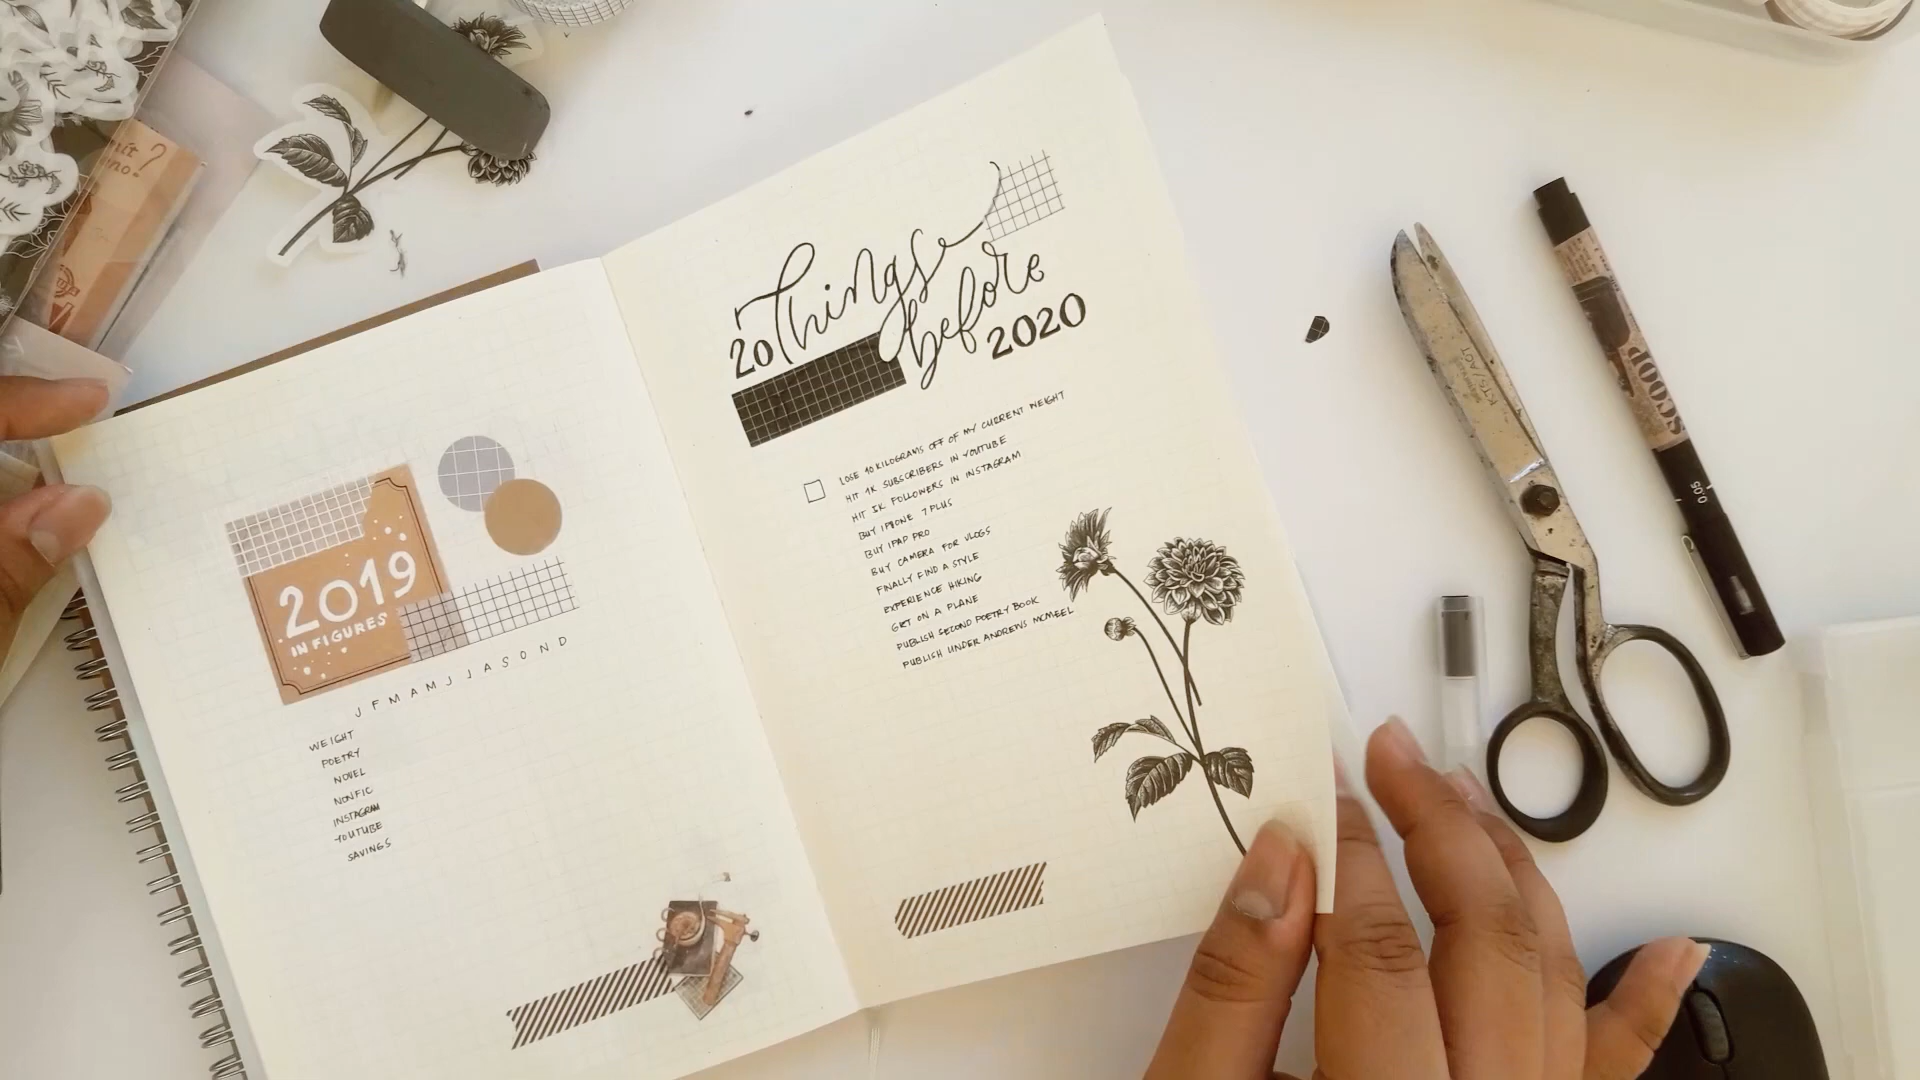 2019
IN FIGURES
J F M A M J J A S O N D
WEIGHT
POETRY
NOVEL
NONFIC
INSTAGRAM
YOUTUBE
SAVINGS
20 Things
before
2020
LOSE 10 KILOGRAMS OFF OF MY CURRENT WEIGHT
HIT 1K SUBSCRIBERS IN YOUTUBE
HIT 5K FOLLOWERS IN INSTAGRAM
BUY IPHONE 7 PLUS
BUY IPAD PRO
BUY CAMERA FOR VLOGS
FINALLY FIND A STYLE
EXPERIENCE HIKING
GET ON A PLANE
PUBLISH SECOND POETRY BOOK
PUBLISH UNDER ANDREWS MCMEEL
KTS / AOT
SCOOP
0.05